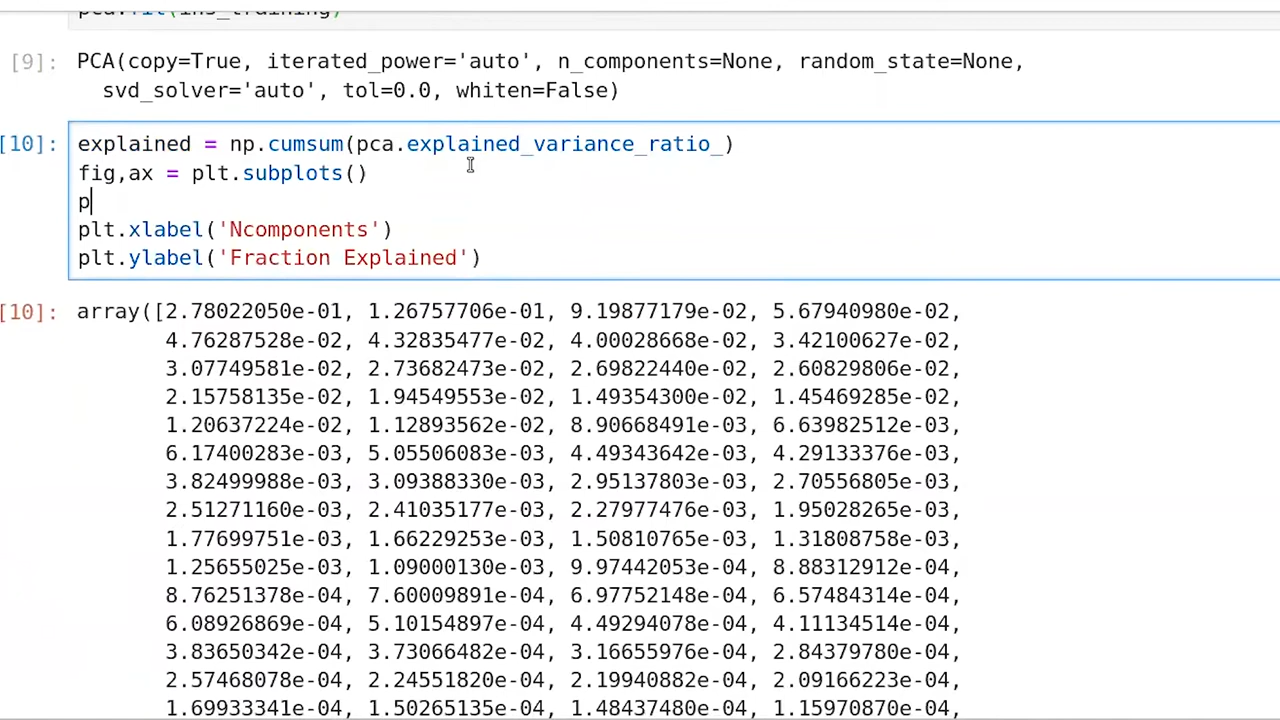 pca.fit(ins_training)
[9]: PCA(copy=True, iterated_power='auto', n_components=None, random_state=None,
svd_solver='auto', tol=0.0, whiten=False)
[10]: explained = np.cumsum(pca.explained_variance_ratio_)
fig,ax = plt.subplots()
p
plt.xlabel('Ncomponents')
plt.ylabel('Fraction Explained')
[10]: array([2.78022050e-01, 1.26757706e-01, 9.19877179e-02, 5.67940980e-02,
4.76287528e-02, 4.32835477e-02, 4.00028668e-02, 3.42100627e-02,
3.07749581e-02, 2.73682473e-02, 2.69822440e-02, 2.60829806e-02,
2.15758135e-02, 1.94549553e-02, 1.49354300e-02, 1.45469285e-02,
1.20637224e-02, 1.12893562e-02, 8.90668491e-03, 6.63982512e-03,
6.17400283e-03, 5.05506083e-03, 4.49343642e-03, 4.29133376e-03,
3.82499988e-03, 3.09388330e-03, 2.95137803e-03, 2.70556805e-03,
2.51271160e-03, 2.41035177e-03, 2.27977476e-03, 1.95028265e-03,
1.77699751e-03, 1.66229253e-03, 1.50810765e-03, 1.31808758e-03,
1.25655025e-03, 1.09000130e-03, 9.97442053e-04, 8.88312912e-04,
8.76251378e-04, 7.60009891e-04, 6.97752148e-04, 6.57484314e-04,
6.08926869e-04, 5.10154897e-04, 4.49294078e-04, 4.11134514e-04,
3.83650342e-04, 3.73066482e-04, 3.16655976e-04, 2.84379780e-04,
2.57468078e-04, 2.24551820e-04, 2.19940882e-04, 2.09166223e-04,
1.69933341e-04, 1.50265135e-04, 1.48437480e-04, 1.15970870e-04,